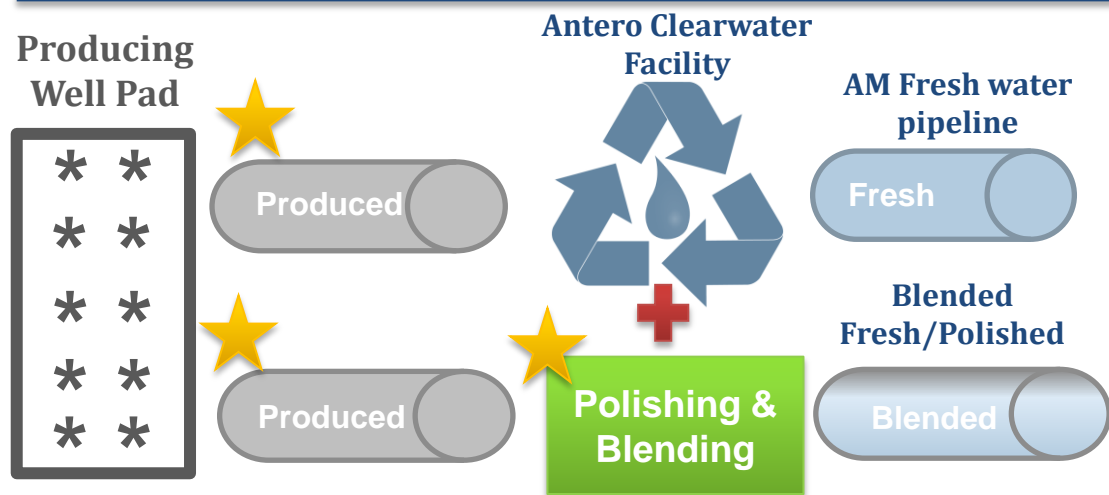 Producing
Well Pad
* *
* *
* *
* *
* *
Produced
Produced
Antero Clearwater
Facility
Polishing &
Blending
AM Fresh water
pipeline
Fresh
Blended
Fresh/Polished
Blended